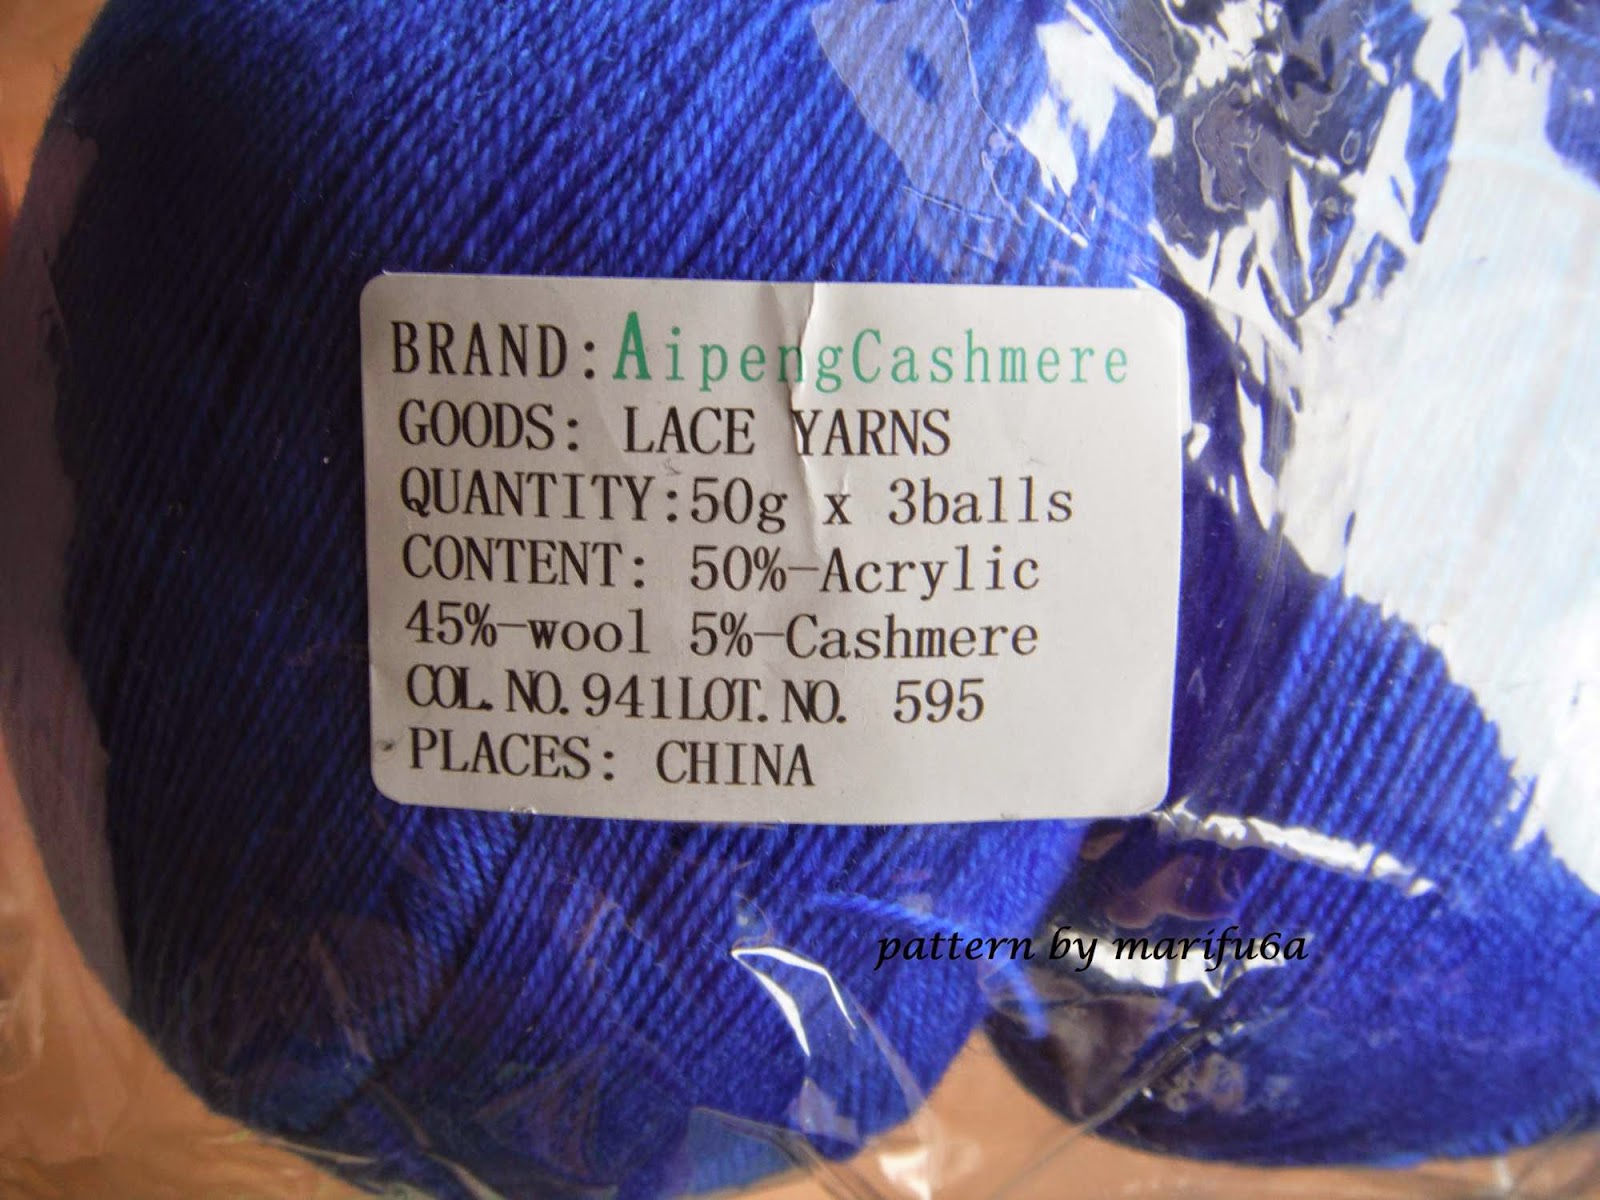 BRAND:AipengCashmere
GOODS: LACE YARNS
QUANTITY:50g x 3balls
CONTENT: 50%-Acrylic
45%-wool 5%-Cashmere
COL.NO.941LOT.NO. 595
PLACES: CHINA
pattern by marifu6a